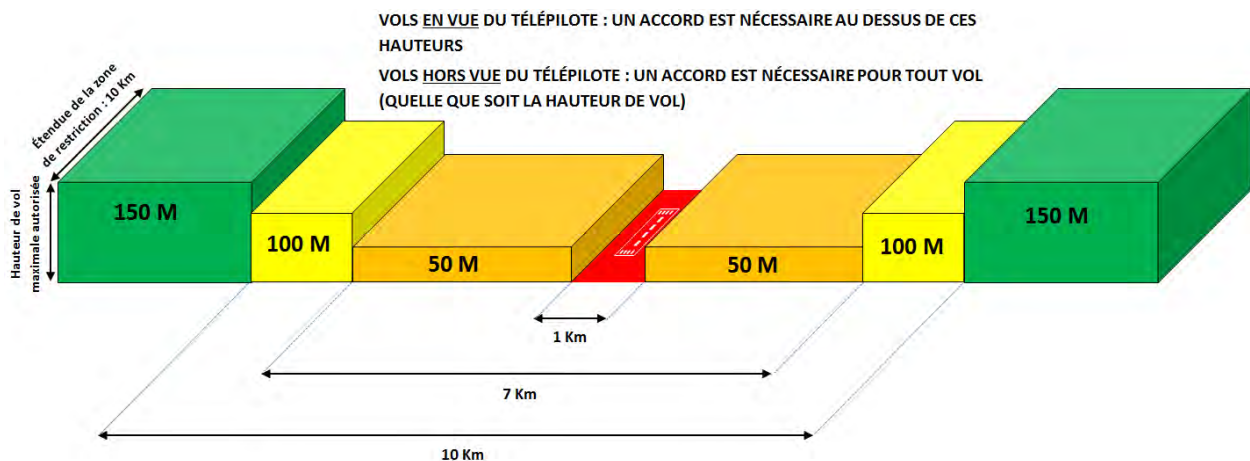 VOLS EN VUE DU TÉLÉPILOTE : UN ACCORD EST NÉCESSAIRE AU DESSUS DE CES
HAUTEURS
VOLS HORS VUE DU TÉLÉPILOTE : UN ACCORD EST NÉCESSAIRE POUR TOUT VOL
(QUELLE QUE SOIT LA HAUTEUR DE VOL)
Étendue de la zone
de restriction : 10 Km
Hauteur de vol
maximale autorisée
150 M
100 M
50 M
50 M
100 M
150 M
1 Km
7 Km
10 Km